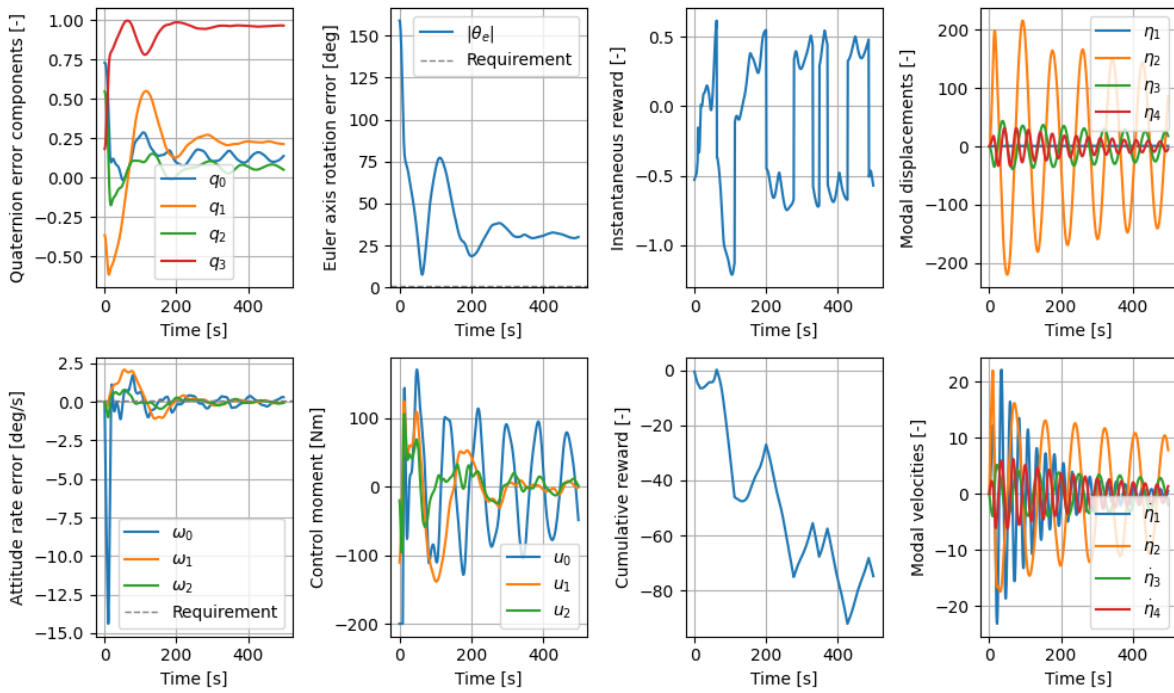 Quaternion error components [-]
1.00
0.75
0.50
0.25
0.00
−0.25
−0.50
q0
q1
q2
q3
0 200 400
Time [s]
Euler axis rotation error [deg]
150
125
100
75
50
25
0
|θe|
Requirement
0 200 400
Time [s]
Instantaneous reward [-]
0.5
0.0
−0.5
−1.0
0 200 400
Time [s]
Modal displacements [-]
200
100
0
−100
−200
η1
η2
η3
η4
0 200 400
Time [s]
Attitude rate error [deg/s]
2.5
0.0
−2.5
−5.0
−7.5
−10.0
−12.5
−15.0
ω0
ω1
ω2
Requirement
0 200 400
Time [s]
Control moment [Nm]
100
0
−100
−200
u0
u1
u2
0 200 400
Time [s]
Cumulative reward [-]
0
−20
−40
−60
−80
0 200 400
Time [s]
Modal velocities [-]
20
10
0
−10
−20
η̇1
η̇2
η̇3
η̇4
0 200 400
Time [s]